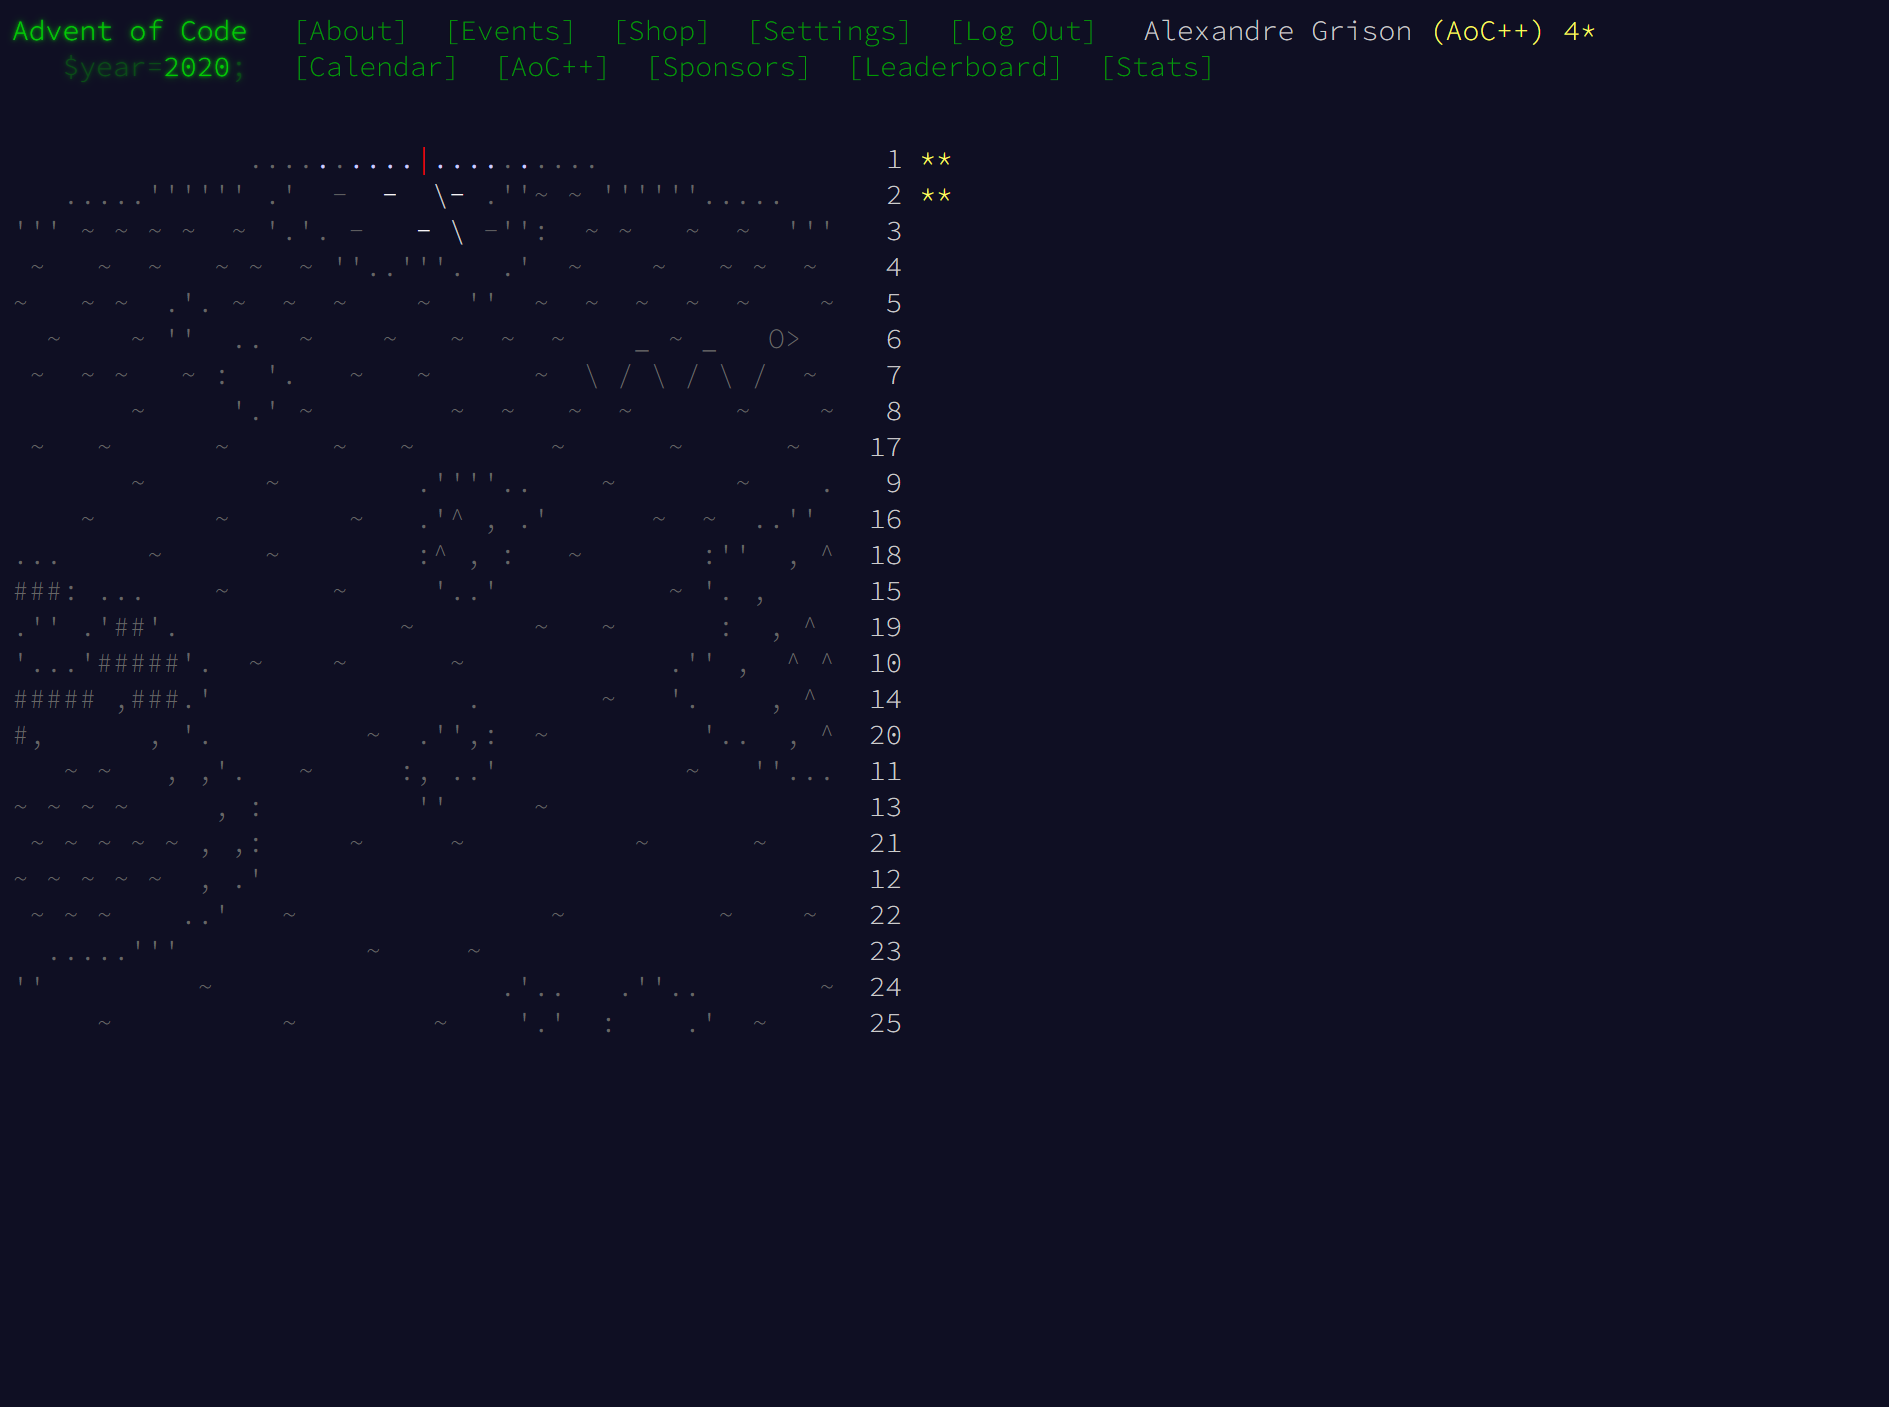 Advent of Code [About] [Events] [Shop] [Settings] [Log Out] Alexandre Grison (AoC++) 4*
$year=2020; [Calendar] [AoC++] [Sponsors] [Leaderboard] [Stats]
..........|.......... 1 **
.....'''''' .' - - \- .''~ ~ ''''''..... 2 **
''' ~ ~ ~ ~ ~ '.'. - - \ -'': ~ ~ ~ ~ ''' 3
~ ~ ~ ~ ~ ~ ''..'''. .' ~ ~ ~ ~ ~ 4
~ ~ ~ .'. ~ ~ ~ ~ '' ~ ~ ~ ~ ~ ~ 5
~ ~ '' .. ~ ~ ~ ~ ~ _ ~ _ O> 6
~ ~ ~ ~ : '. ~ ~ ~ \ / \ / \ / ~ 7
~ '.' ~ ~ ~ ~ ~ ~ ~ 8
~ ~ ~ ~ ~ ~ ~ ~ 17
~ ~ .''''.. ~ ~ . 9
~ ~ ~ .'^ , .' ~ ~ ..'' 16
... ~ ~ :^ , : ~ :'' , ^ 18
###: ... ~ ~ '..' ~ '. , 15
.'' .'##'. ~ ~ ~ : , ^ 19
'...'#####'. ~ ~ ~ .'' , ^ ^ 10
##### ,###.' . ~ '. , ^ 14
#, , '. ~ .'',: ~ '.. , ^ 20
~ ~ , ,'. ~ :, ..' ~ ''... 11
~ ~ ~ ~ , : '' ~ 13
~ ~ ~ ~ ~ , ,: ~ ~ ~ ~ 21
~ ~ ~ ~ ~ , .' 12
~ ~ ~ ..' ~ ~ ~ ~ 22
.....''' ~ ~ 23
'' ~ .'.. .''.. ~ 24
~ ~ ~ '.' : .' ~ 25